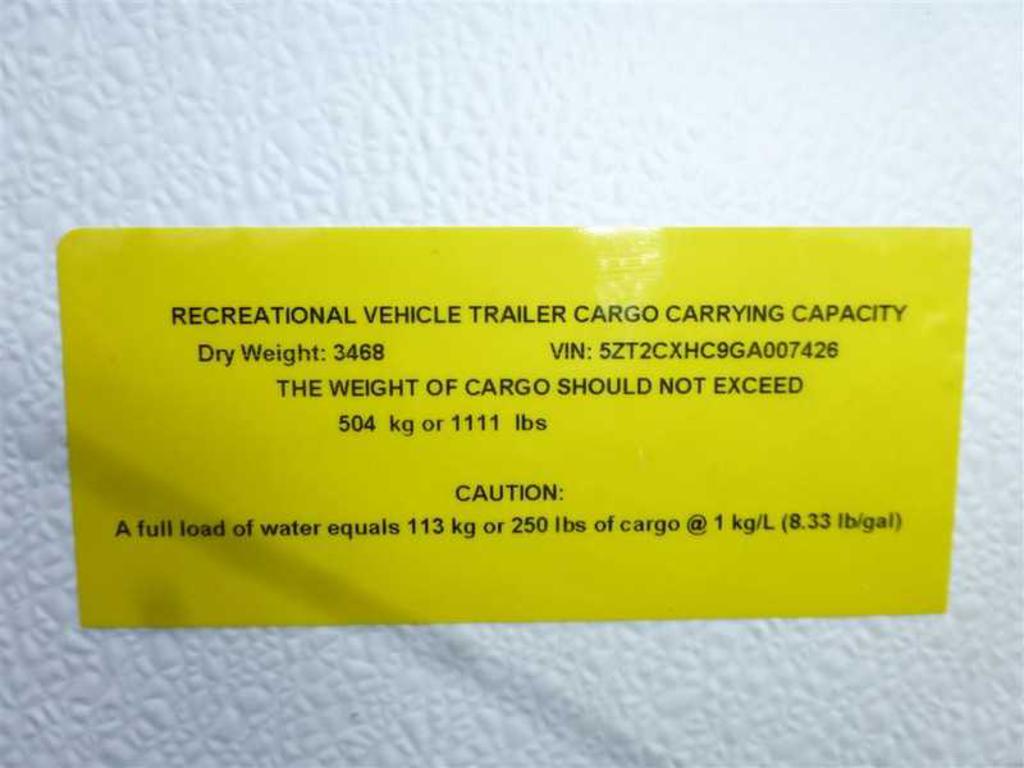 RECREATIONAL VEHICLE TRAILER CARGO CARRYING CAPACITY
Dry Weight: 3468 VIN: 5ZT2CXHC9GA007426
THE WEIGHT OF CARGO SHOULD NOT EXCEED
504 kg or 1111 lbs
CAUTION:
A full load of water equals 113 kg or 250 lbs of cargo @ 1 kg/L (8.33 lb/gal)